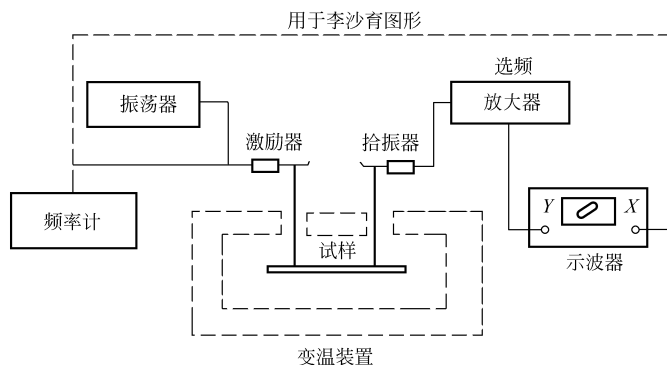 用于李沙育图形
选频
振荡器
放大器
激励器
拾振器
频率计
Y
X
试样
示波器
变温装置